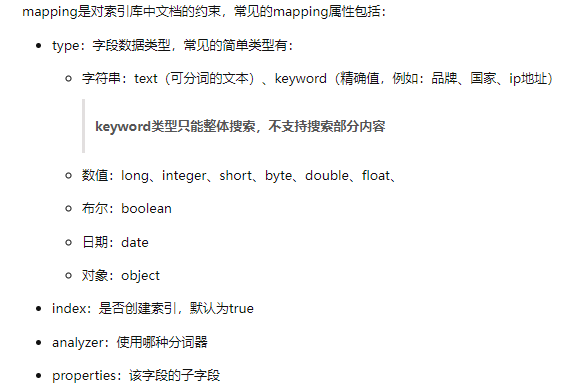 mapping是对索引库中文档的约束，常见的mapping属性包括：
type：字段数据类型，常见的简单类型有：
字符串：text（可分词的文本）、keyword（精确值，例如：品牌、国家、ip地址）
keyword类型只能整体搜索，不支持搜索部分内容
数值：long、integer、short、byte、double、float、
布尔：boolean
日期：date
对象：object
index：是否创建索引，默认为true
analyzer：使用哪种分词器
properties：该字段的子字段